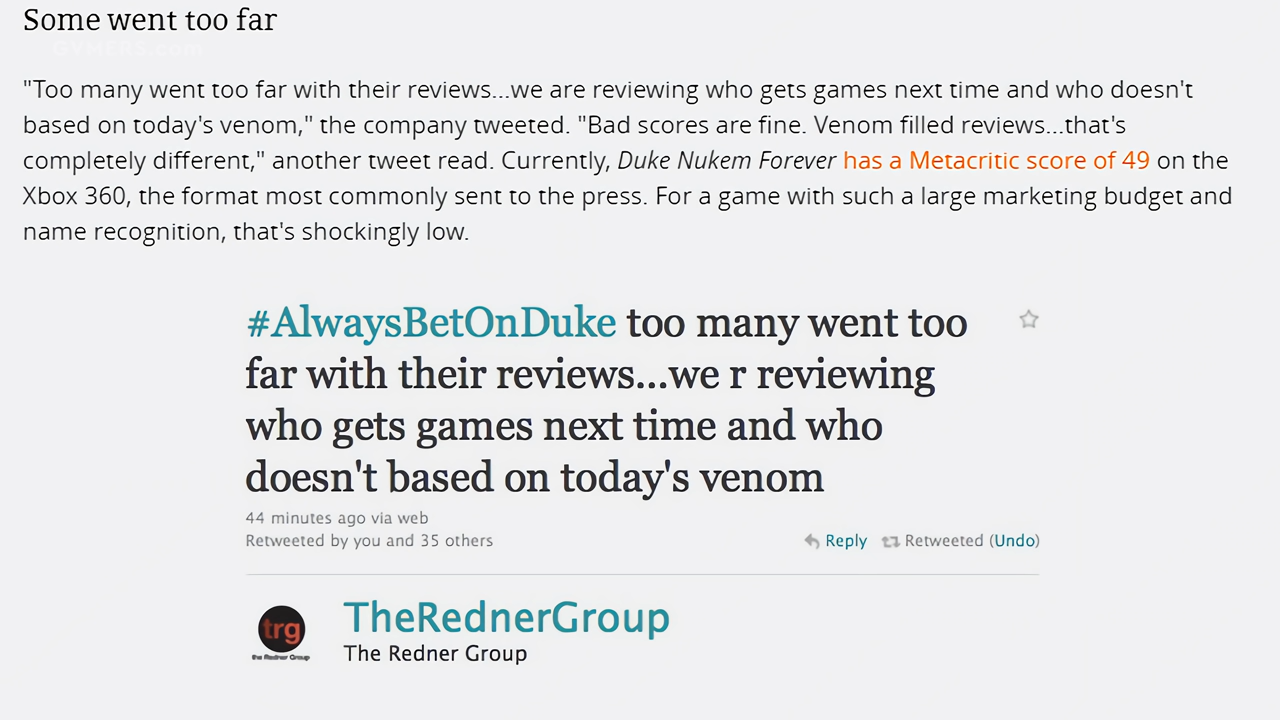 Some went too far
GVMERS.com
"Too many went too far with their reviews...we are reviewing who gets games next time and who doesn't
based on today's venom," the company tweeted. "Bad scores are fine. Venom filled reviews...that's
completely different," another tweet read. Currently, Duke Nukem Forever has a Metacritic score of 49 on the
Xbox 360, the format most commonly sent to the press. For a game with such a large marketing budget and
name recognition, that's shockingly low.
#AlwaysBetOnDuke too many went too
far with their reviews...we r reviewing
who gets games next time and who
doesn't based on today's venom
44 minutes ago via web
Retweeted by you and 35 others
Reply Retweeted (Undo)
trg
the Redner Group
TheRednerGroup
The Redner Group